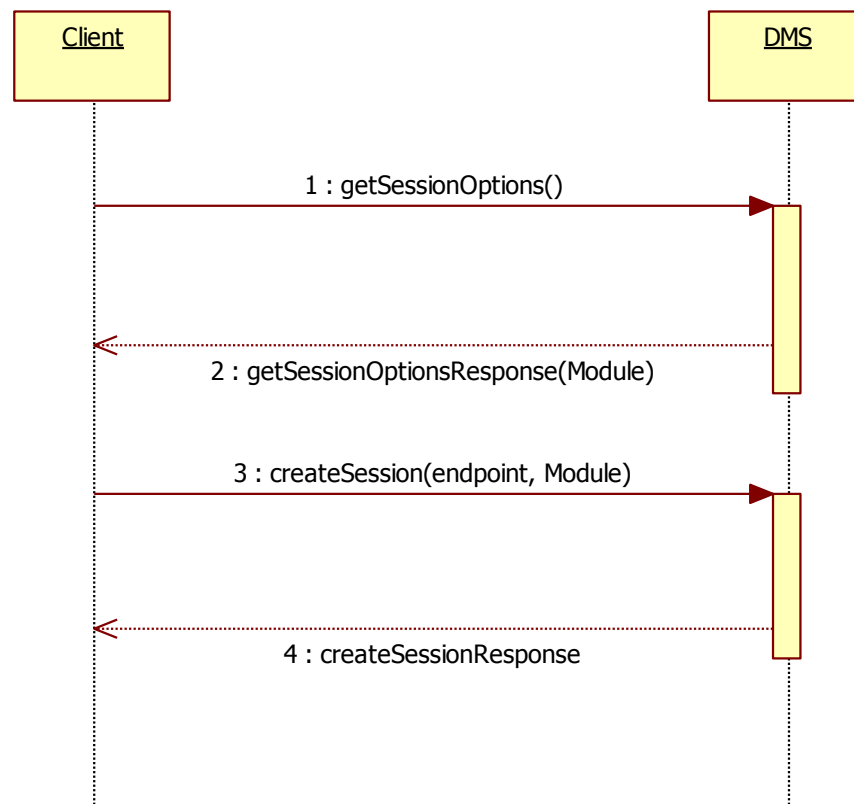 Client
DMS
1 : getSessionOptions()
2 : getSessionOptionsResponse(Module)
3 : createSession(endpoint, Module)
4 : createSessionResponse